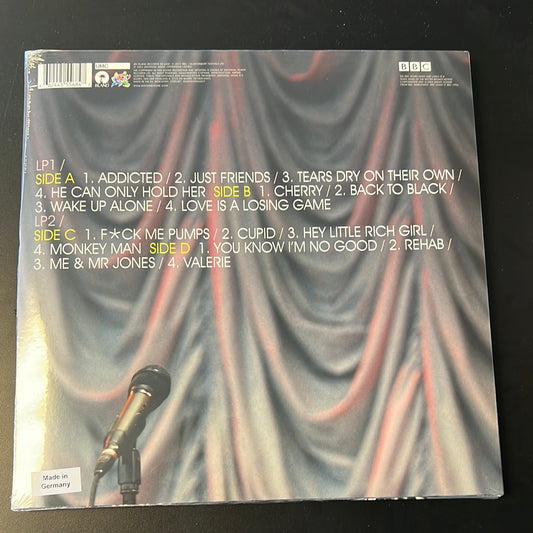 UMC
ISLAND
BBC
LP1 /
SIDE A 1. ADDICTED / 2. JUST FRIENDS / 3. TEARS DRY ON THEIR OWN /
4. HE CAN ONLY HOLD HER SIDE B 1. CHERRY / 2. BACK TO BLACK /
3. WAKE UP ALONE / 4. LOVE IS A LOSING GAME
LP2 /
SIDE C 1. F*CK ME PUMPS / 2. CUPID / 3. HEY LITTLE RICH GIRL /
4. MONKEY MAN SIDE D 1. YOU KNOW I'M NO GOOD / 2. REHAB /
3. ME & MR JONES / 4. VALERIE
Made in
Germany